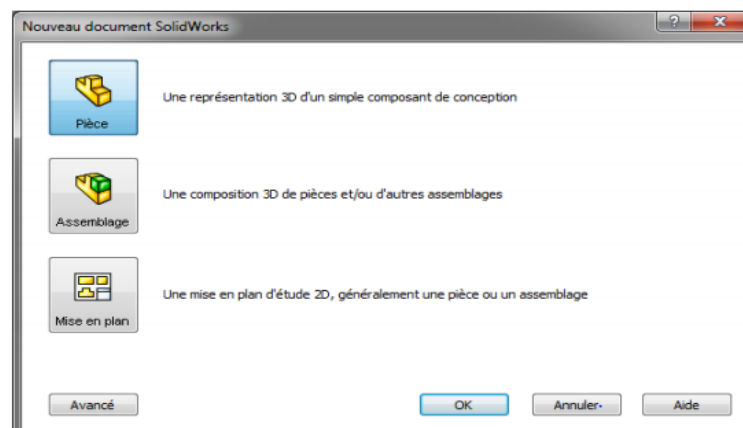 Nouveau document SolidWorks
Pièce
Une représentation 3D d'un simple composant de conception
Assemblage
Une composition 3D de pièces et/ou d'autres assemblages
Mise en plan
Une mise en plan d'étude 2D, généralement une pièce ou un assemblage
Avancé
OK
Annuler
Aide